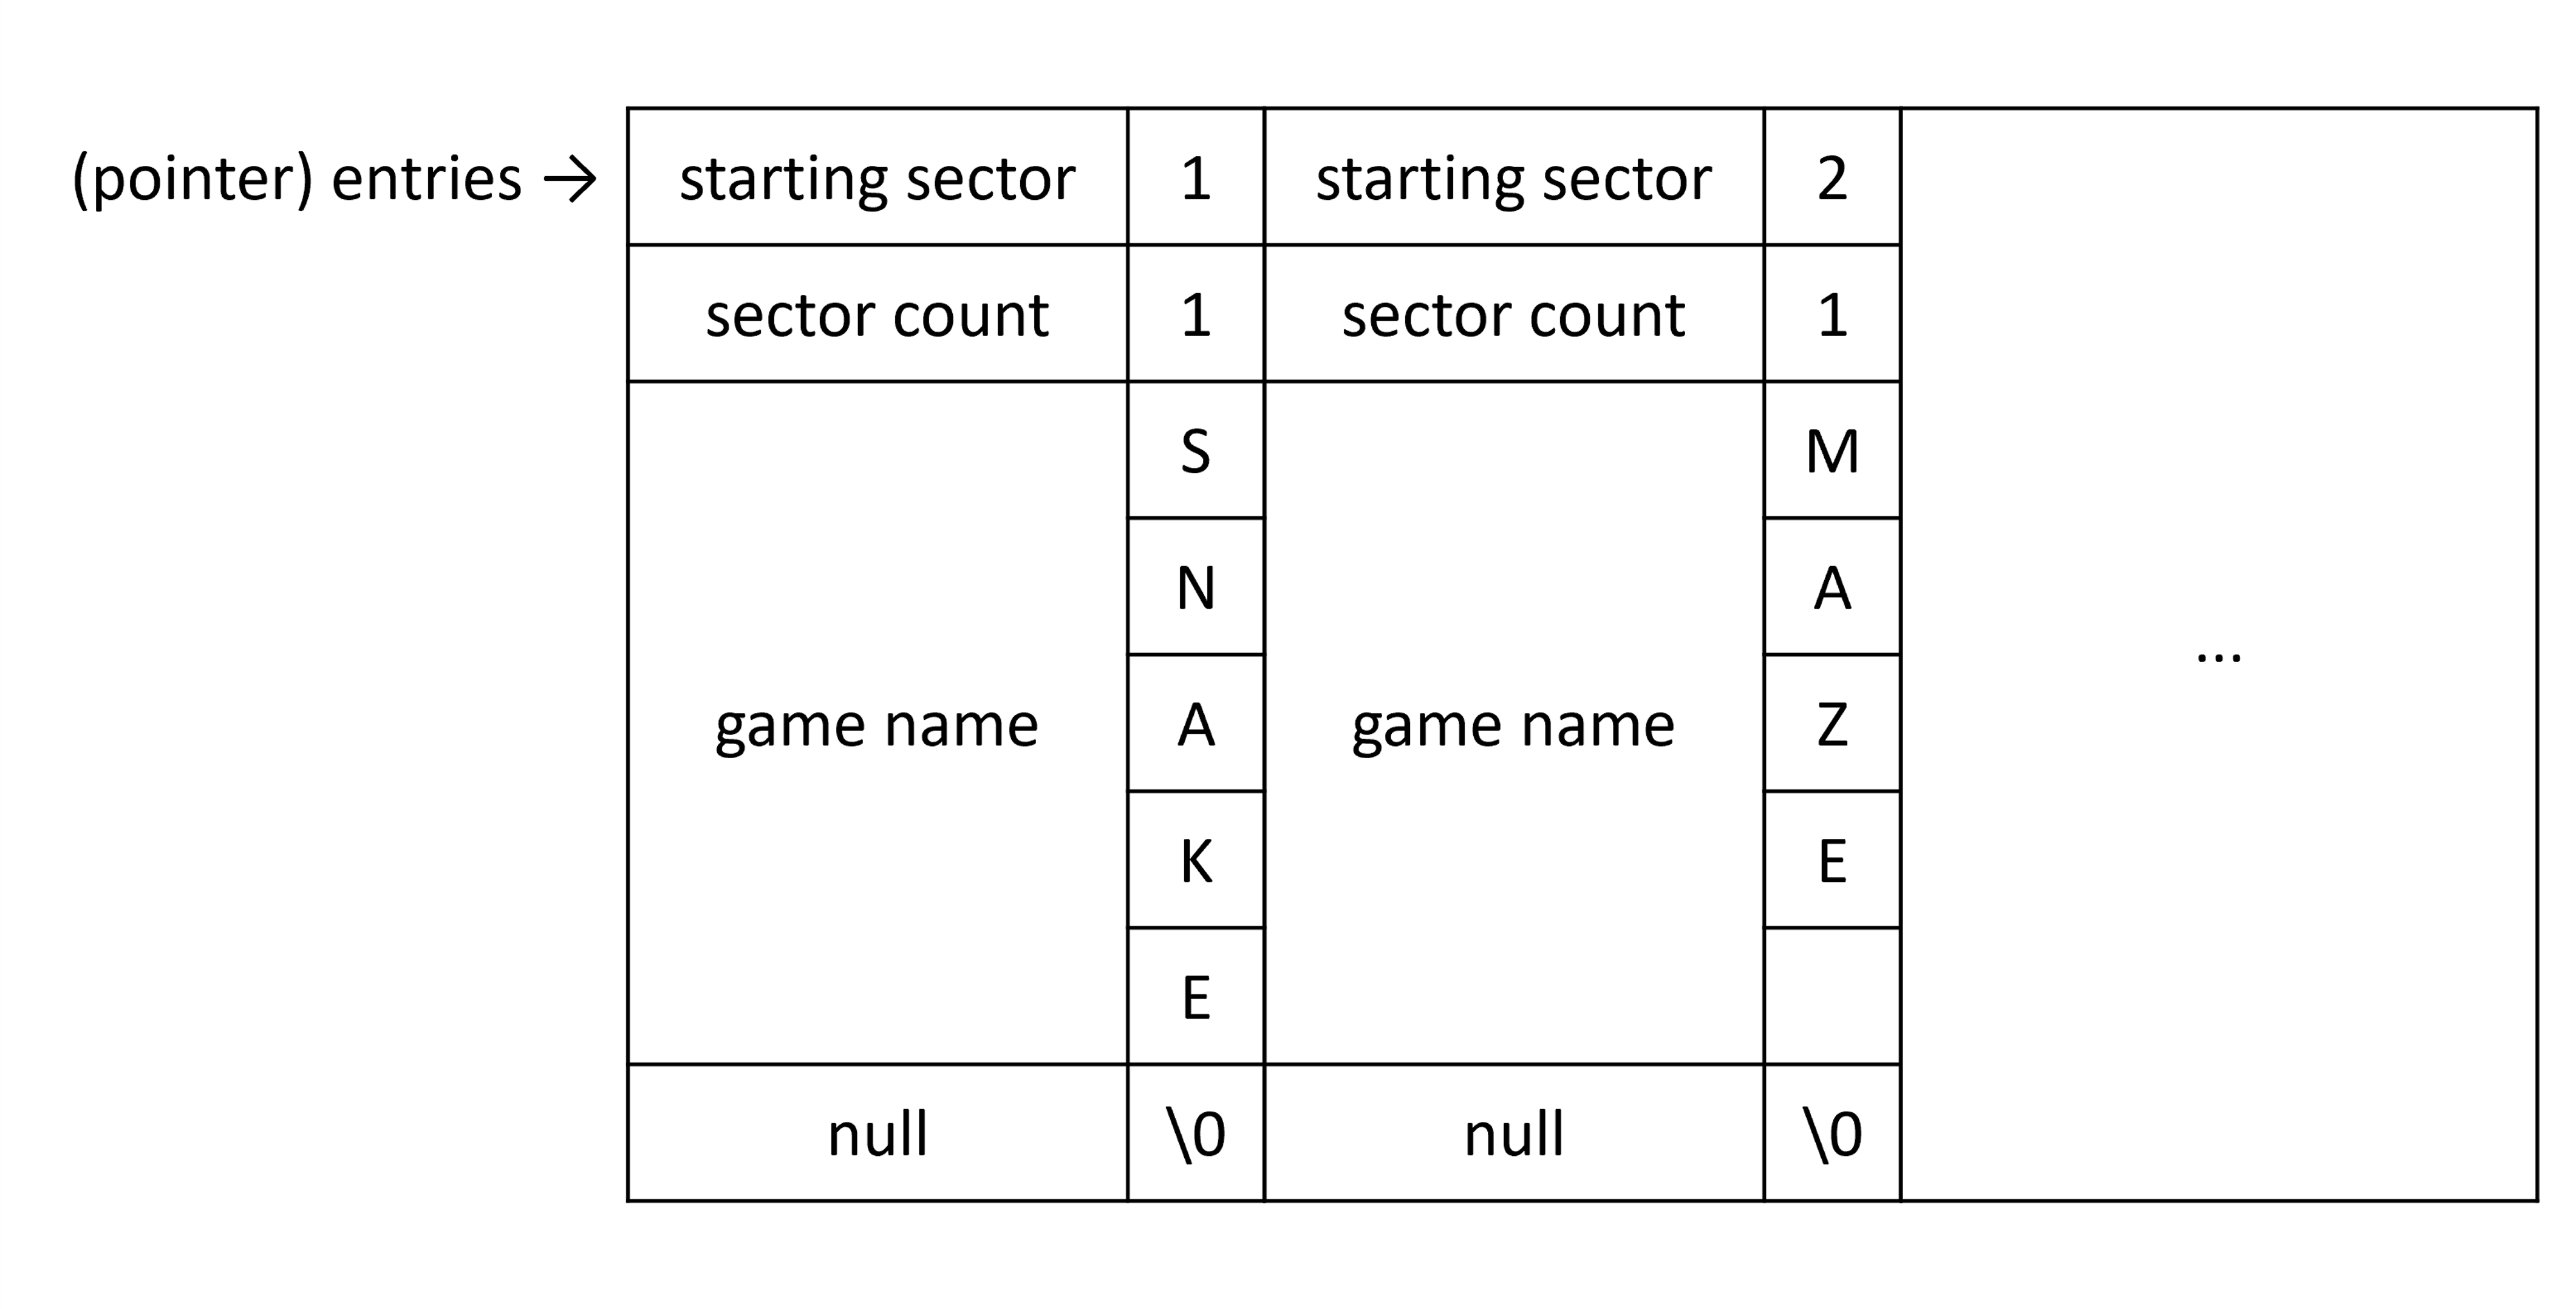 (pointer) entries → starting sector 1 starting sector 2
sector count 1 sector count 1
S M
N A
A Z
...
game name K game name E
E
null \0 null \0